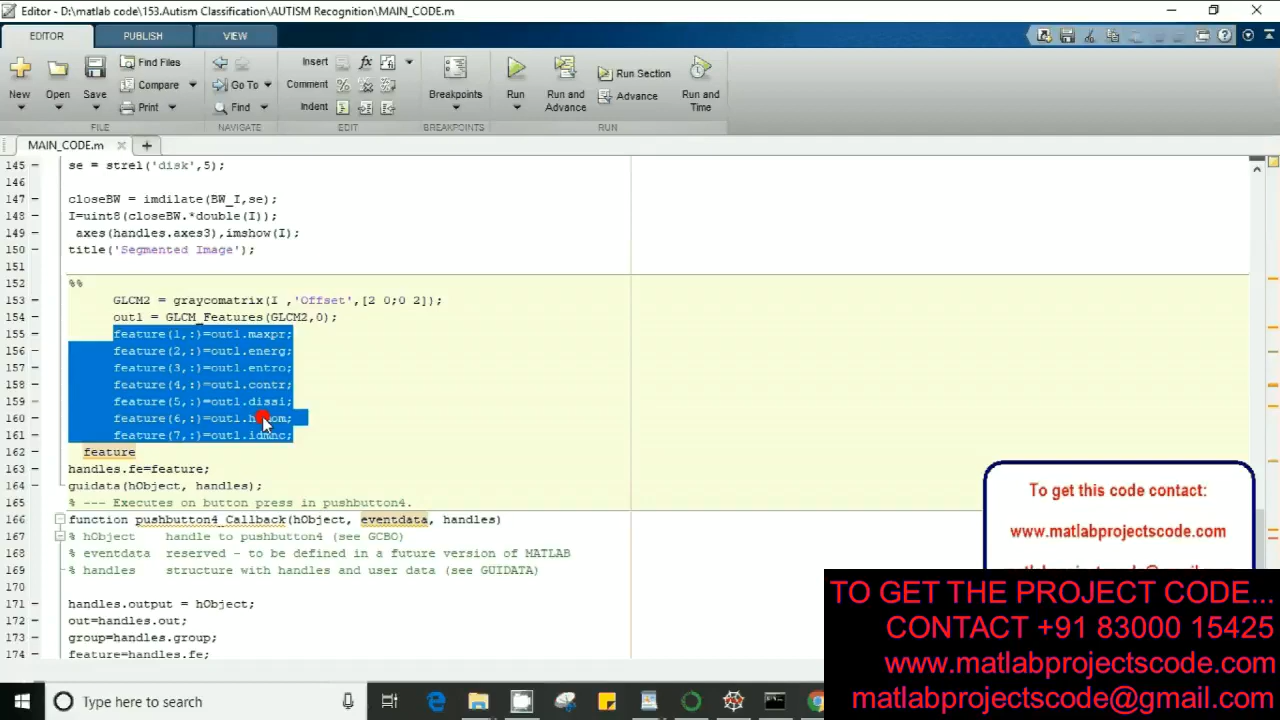 Editor - D:\matlab code\153.Autism Classification\AUTISM Recognition\MAIN_CODE.m
EDITOR PUBLISH VIEW
New Open Save Find Files Compare Print
Go To Find
Insert fx
Comment %
Indent
Breakpoints
Run Run and Advance Run Section Advance Run and Time
FILE NAVIGATE EDIT BREAKPOINTS RUN
MAIN_CODE.m
145 se = strel('disk',5);
146
147 closeBW = imdilate(BW_I,se);
148 I=uint8(closeBW.*double(I));
149 axes(handles.axes3),imshow(I);
150 title('Segmented Image');
151
152 %%
153 GLCM2 = graycomatrix(I ,'Offset',[2 0;0 2]);
154 out1 = GLCM_Features(GLCM2,0);
155 feature(1,:)=out1.maxpr;
156 feature(2,:)=out1.energ;
157 feature(3,:)=out1.entro;
158 feature(4,:)=out1.contr;
159 feature(5,:)=out1.dissi;
160 feature(6,:)=out1.
161 feature(7,:)=out1.idmnc;
162 feature
163 handles.fe=feature;
164 guidata(hObject, handles);
165 % --- Executes on button press in pushbutton4.
166 function pushbutton4_Callback(hObject, eventdata, handles)
167 % hObject handle to pushbutton4 (see GCBO)
168 % eventdata reserved - to be defined in a future version of MATLAB
169 % handles structure with handles and user data (see GUIDATA)
170
171 handles.output = hObject;
172 out=handles.out;
173 group=handles.group;
174 feature=handles.fe;
To get this code contact:
www.matlabprojectscode.com
TO GET THE PROJECT CODE...
CONTACT +91 83000 15425
www.matlabprojectscode.com
matlabprojectscode@gmail.com
Type here to search